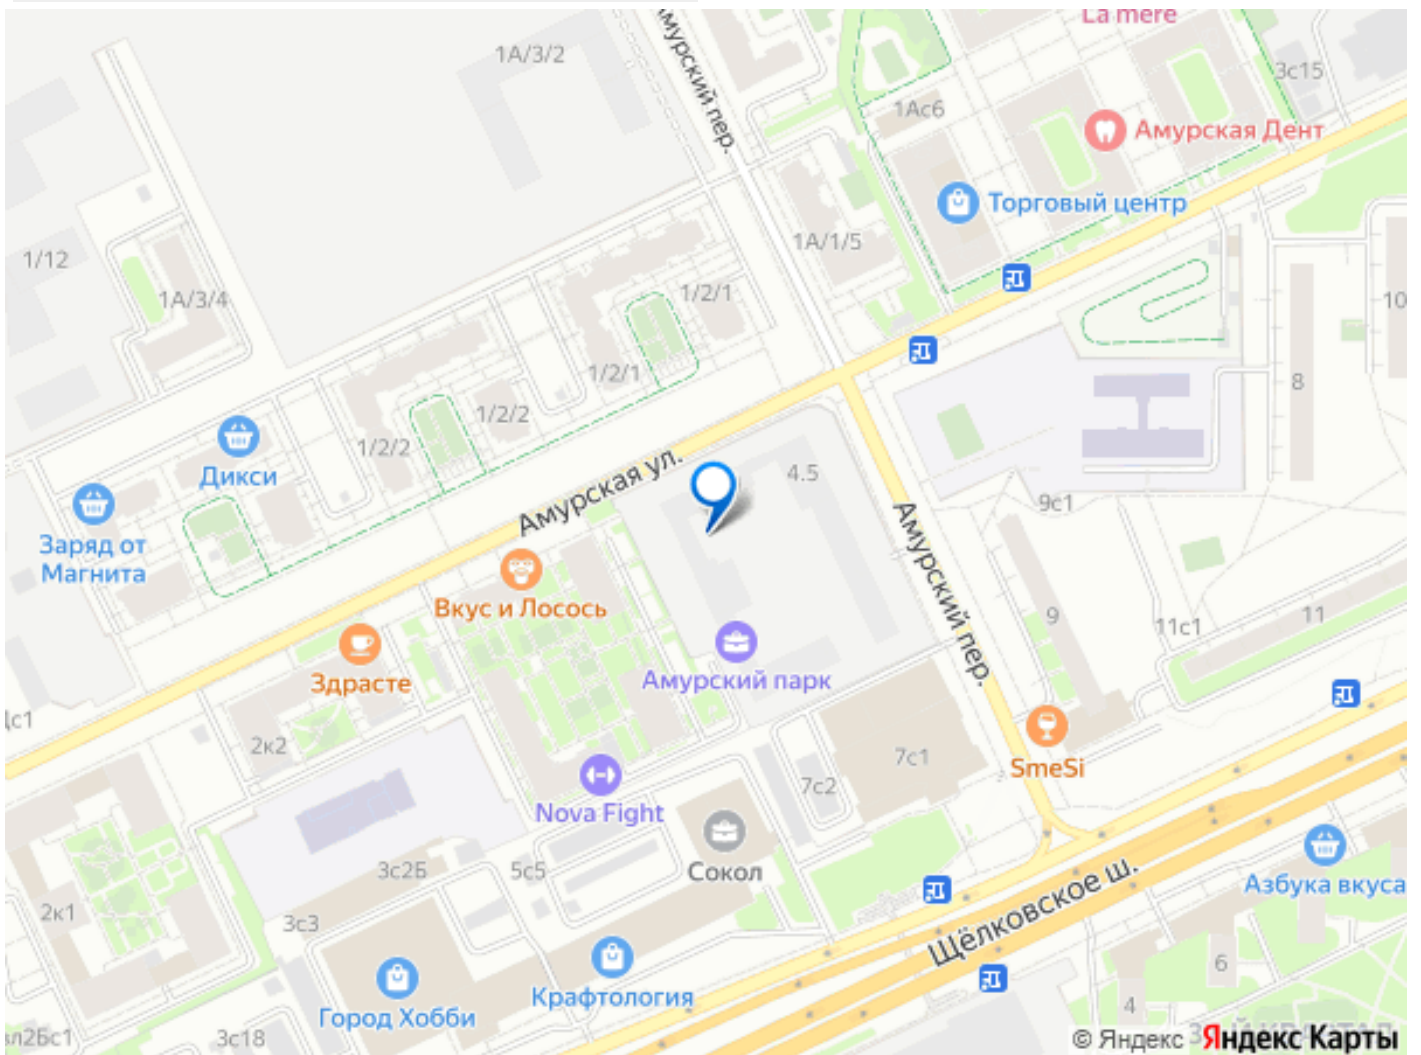 La mere
1А/3/2
Амурский пер.
3с15
1Ас6
Амурская Дент
Торговый центр
1/12
1А/1/5
1А/3/4
1/2/1
10
1/2/1
8
1/2/2
1/2/2
Дикси
Амурская ул.
4.5
Заряд от
Магнита
9с1
Амурский пер.
Вкус и Лосось
9
11
11с1
Здрасте
Амурский парк
2к2
7с1
SmeSi
7с2
Nova Fight
3с2Б
5с5
Сокол
Щёлковское ш.
Азбука вкуса
2к1
3с3
6
Крафтология
4
Город Хобби
3с18
© Яндекс Яндекс Карты